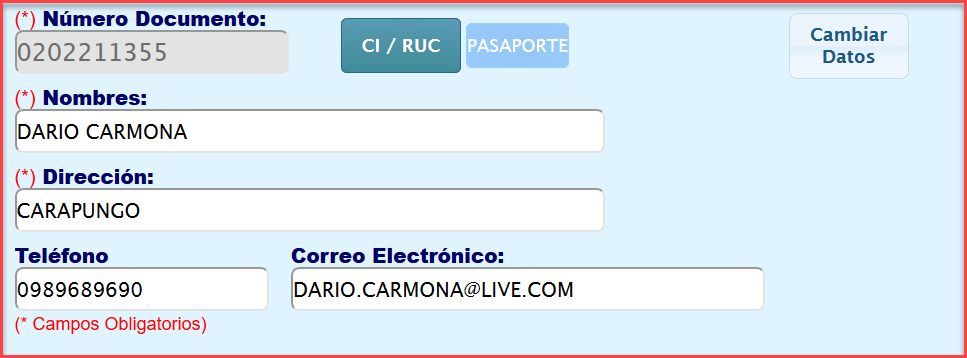 (*) Número Documento:
0202211355
CI / RUC
PASAPORTE
Cambiar
Datos
(*) Nombres:
DARIO CARMONA
(*) Dirección:
CARAPUNGO
Teléfono
Correo Electrónico:
0989689690
DARIO.CARMONA@LIVE.COM
(* Campos Obligatorios)